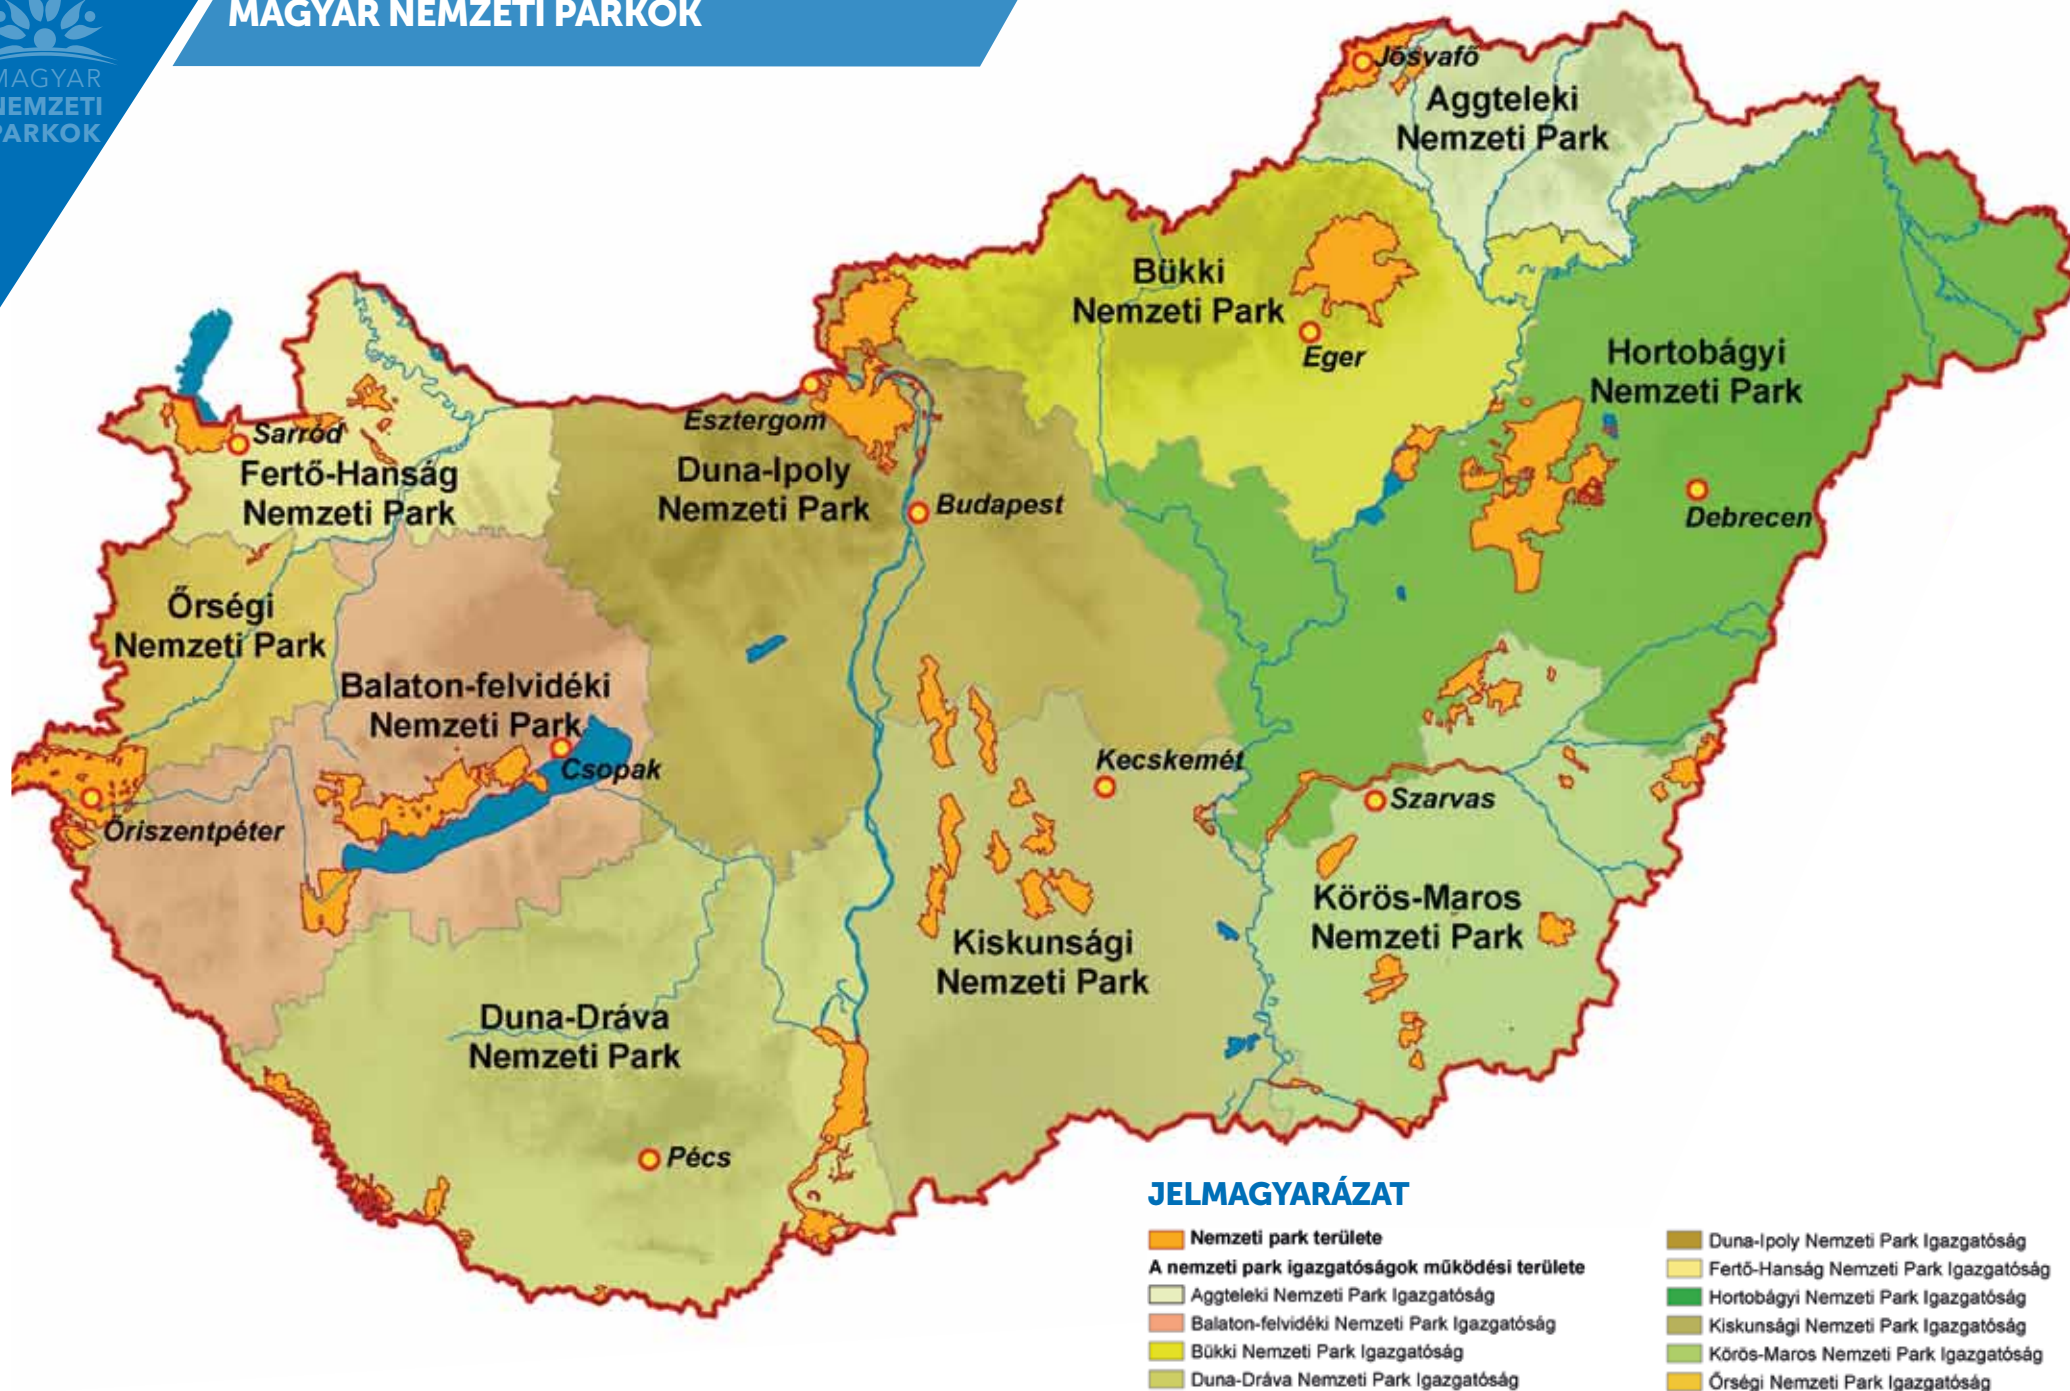 MAGYAR NEMZETI PARKOK
MAGYAR
NEMZETI
PARKOK
Jósvafő
Aggteleki
Nemzeti Park
Bükki
Nemzeti Park
Eger
Hortobágyi
Nemzeti Park
Esztergom
Sarród
Fertő-Hanság
Nemzeti Park
Duna-Ipoly
Nemzeti Park
Budapest
Debrecen
Őrségi
Nemzeti Park
Balaton-felvidéki
Nemzeti Park
Csopak
Kecskemét
Szarvas
Őriszentpéter
Körös-Maros
Nemzeti Park
Kiskunsági
Nemzeti Park
Duna-Dráva
Nemzeti Park
Pécs
JELMAGYARÁZAT
Nemzeti park területe
A nemzeti park igazgatóságok működési területe
Aggteleki Nemzeti Park Igazgatóság
Balaton-felvidéki Nemzeti Park Igazgatóság
Bükki Nemzeti Park Igazgatóság
Duna-Dráva Nemzeti Park Igazgatóság
Duna-Ipoly Nemzeti Park Igazgatóság
Fertő-Hanság Nemzeti Park Igazgatóság
Hortobágyi Nemzeti Park Igazgatóság
Kiskunsági Nemzeti Park Igazgatóság
Körös-Maros Nemzeti Park Igazgatóság
Őrségi Nemzeti Park Igazgatóság